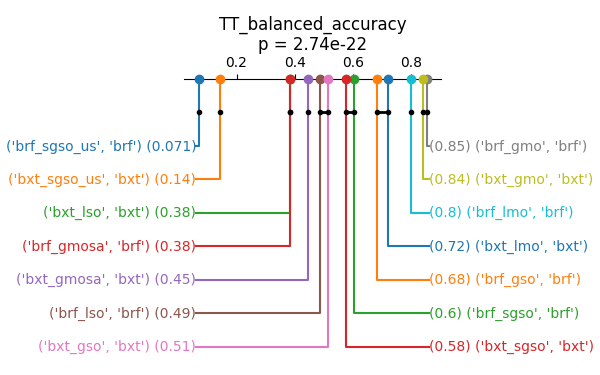 TT_balanced_accuracy
p = 2.74e-22
0.2 0.4 0.6 0.8
('brf_sgso_us', 'brf') (0.071) (0.85) ('brf_gmo', 'brf')
('bxt_sgso_us', 'bxt') (0.14) (0.84) ('bxt_gmo', 'bxt')
('bxt_lso', 'bxt') (0.38) (0.8) ('brf_lmo', 'brf')
('brf_gmosa', 'brf') (0.38) (0.72) ('bxt_lmo', 'bxt')
('bxt_gmosa', 'bxt') (0.45) (0.68) ('brf_gso', 'brf')
('brf_lso', 'brf') (0.49) (0.6) ('brf_sgso', 'brf')
('bxt_gso', 'bxt') (0.51) (0.58) ('bxt_sgso', 'bxt')